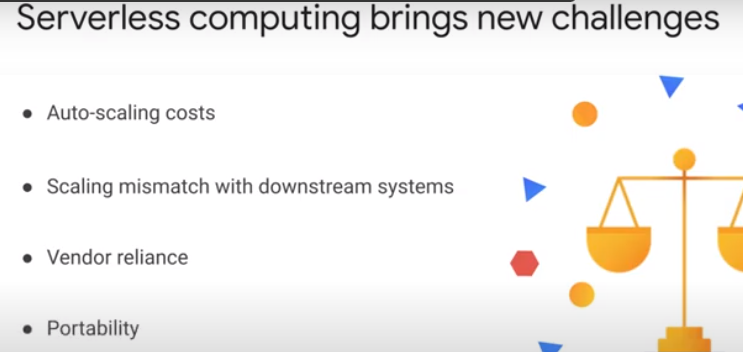 Serverless computing brings new challenges
• Auto-scaling costs
• Scaling mismatch with downstream systems
• Vendor reliance
• Portability